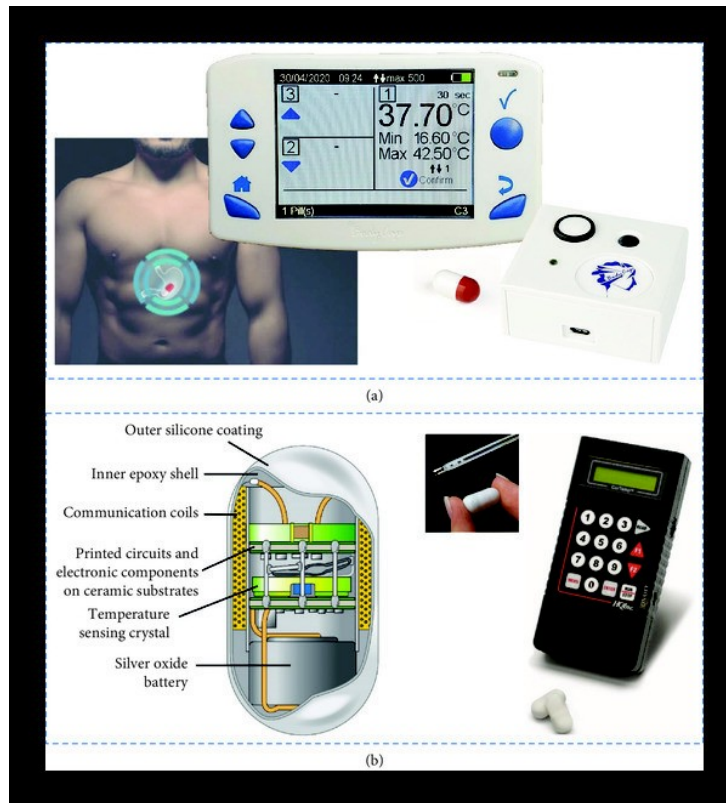 30/04/2020 09:24 max 500
3 -
1 30 sec
37.70°C
Min 16.60°C
Max 42.50°C
2 -
1
Confirm
1 Pill(s) C3
(a)
Outer silicone coating
Inner epoxy shell
Communication coils
Printed circuits and
electronic components
on ceramic substrates
Temperature
sensing crystal
Silver oxide
battery
1 2 3
4 5 6
7 8 9
0
HQInc
(b)